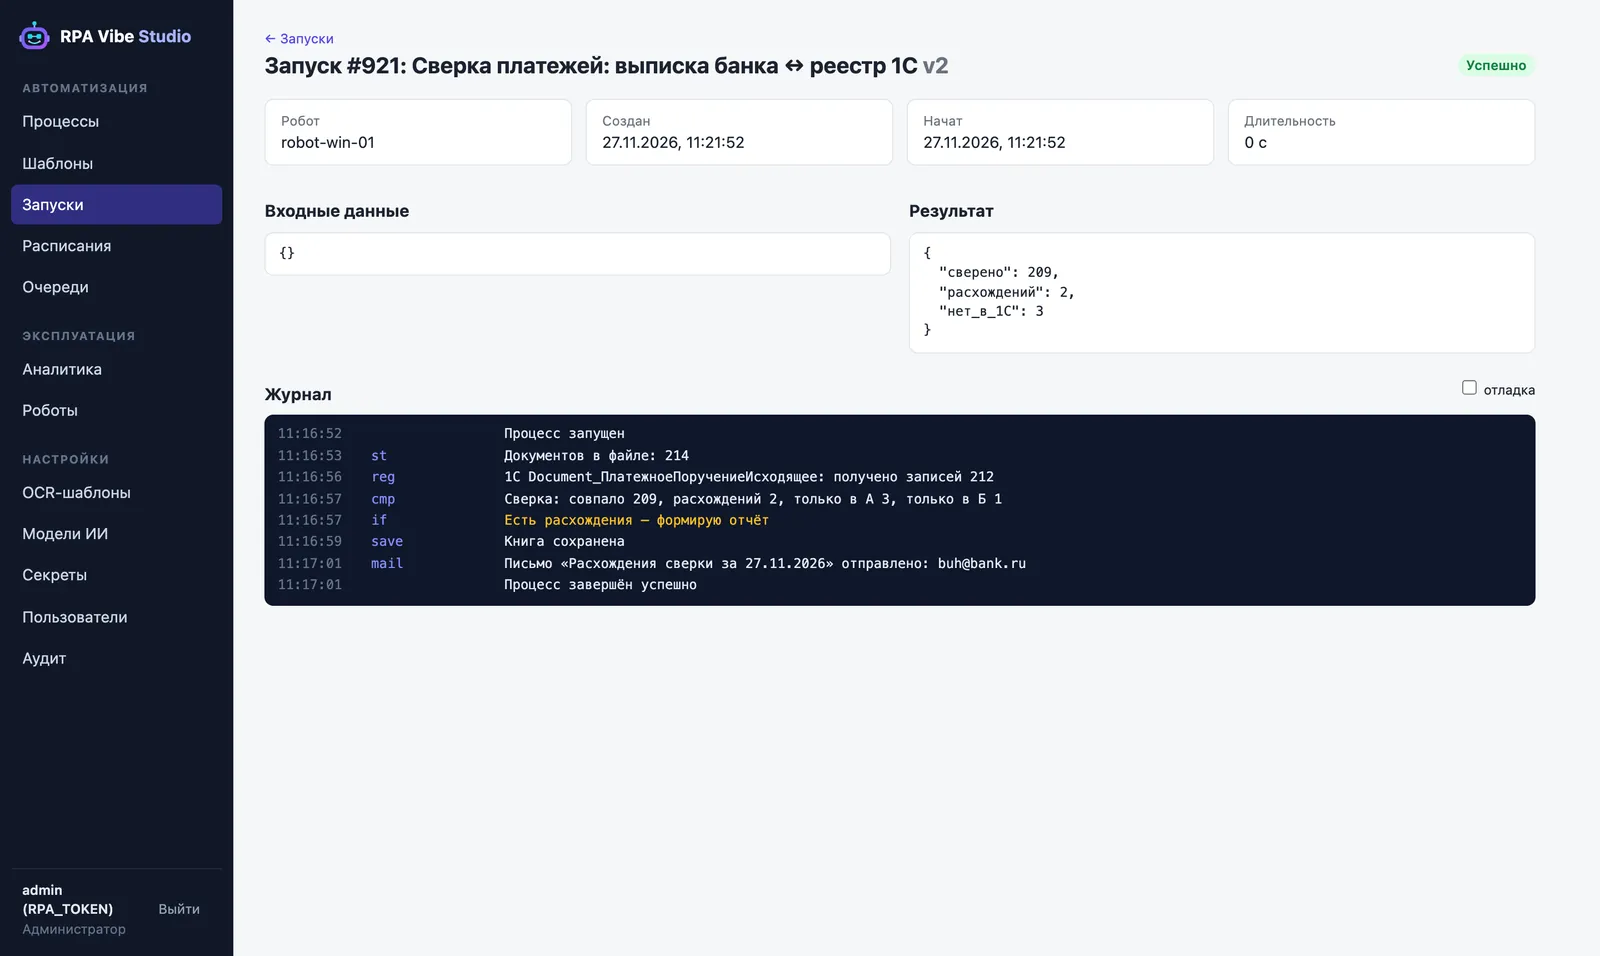 RPA Vibe Studio
АВТОМАТИЗАЦИЯ
Процессы
Шаблоны
Запуски
Расписания
Очереди
ЭКСПЛУАТАЦИЯ
Аналитика
Роботы
НАСТРОЙКИ
OCR-шаблоны
Модели ИИ
Секреты
Пользователи
Аудит
admin
(RPA_TOKEN)
Выйти
Администратор
← Запуски
Запуск #921: Сверка платежей: выписка банка ↔ реестр 1С v2
Успешно
Робот
robot-win-01
Создан
27.11.2026, 11:21:52
Начат
27.11.2026, 11:21:52
Длительность
0 с
Входные данные
{}
Результат
{
"сверено": 209,
"расхождений": 2,
"нет_в_1С": 3
}
Журнал
отладка
11:16:52 Процесс запущен
11:16:53 st Документов в файле: 214
11:16:56 reg 1С Document_ПлатежноеПоручениеИсходящее: получено записей 212
11:16:57 cmp Сверка: совпало 209, расхождений 2, только в А 3, только в Б 1
11:16:57 if Есть расхождения — формирую отчёт
11:16:59 save Книга сохранена
11:17:01 mail Письмо «Расхождения сверки за 27.11.2026» отправлено: buh@bank.ru
11:17:01 Процесс завершён успешно